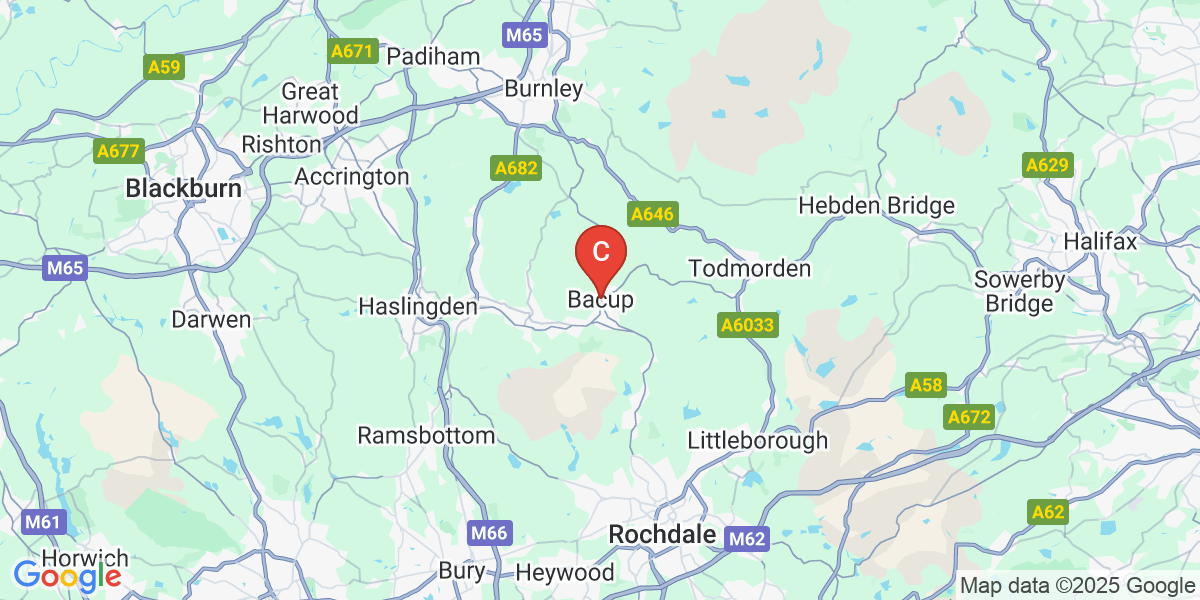 M65
A671
Padiham
A59
Burnley
Great
Harwood
Rishton
A677
Accrington
A682
A629
Blackburn
A646
Hebden Bridge
Halifax
C
M65
Todmorden
Sowerby
Bridge
Bacup
Haslingden
Darwen
A6033
A58
A672
Ramsbottom
Littleborough
A62
M61
M66
Rochdale
M62
Horwich
Bury
Heywood
Google
Map data ©2025 Google